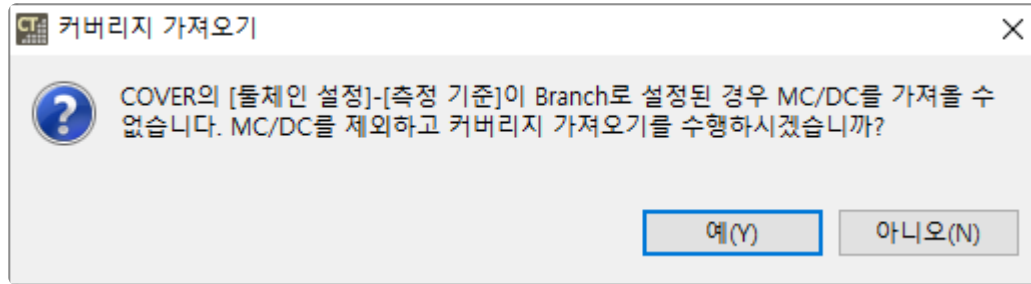 CT 커버리지 가져오기
COVER의 [툴체인 설정]-[측정 기준]이 Branch로 설정된 경우 MC/DC를 가져올 수
없습니다. MC/DC를 제외하고 커버리지 가져오기를 수행하시겠습니까?
예(Y) 아니오(N)